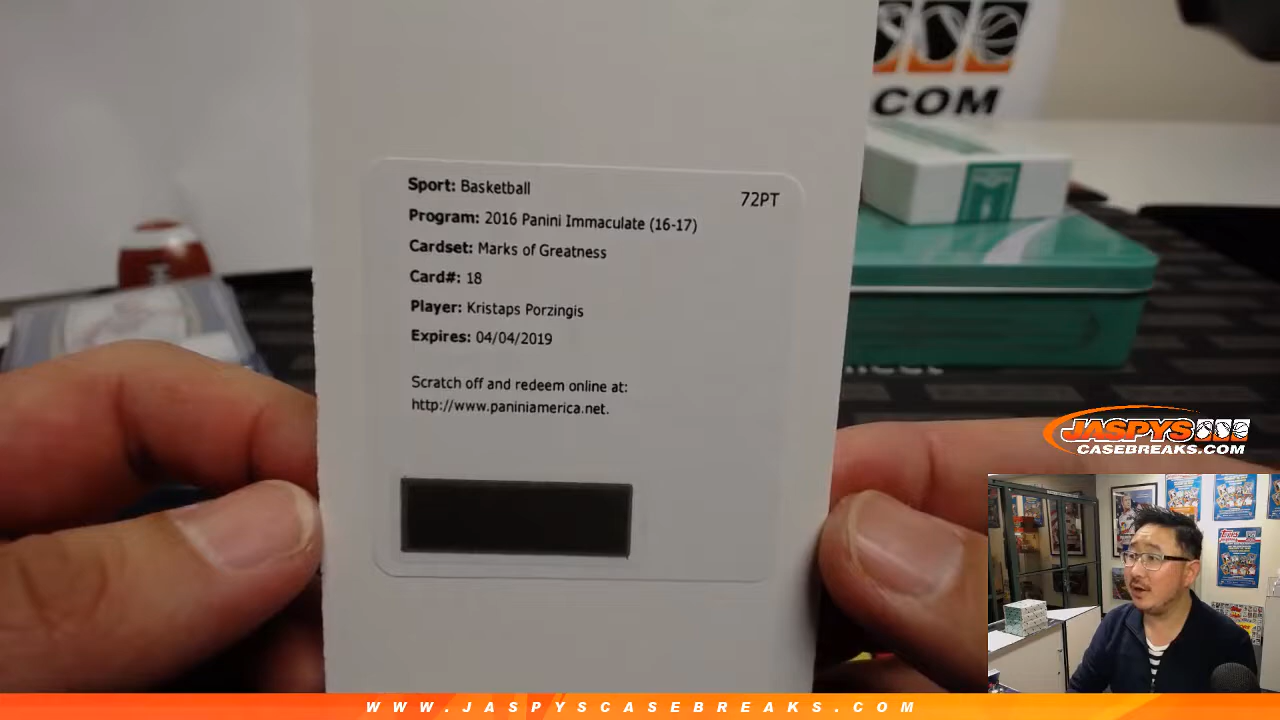 .COM
Sport: Basketball
72PT
Program: 2016 Panini Immaculate (16-17)
Cardset: Marks of Greatness
Card#: 18
Player: Kristaps Porzingis
Expires: 04/04/2019
Scratch off and redeem online at:
http://www.paniniamerica.net.
JASPYS
CASEBREAKS.COM
Topps
WWW.JASPYSCASEBREAKS.COM